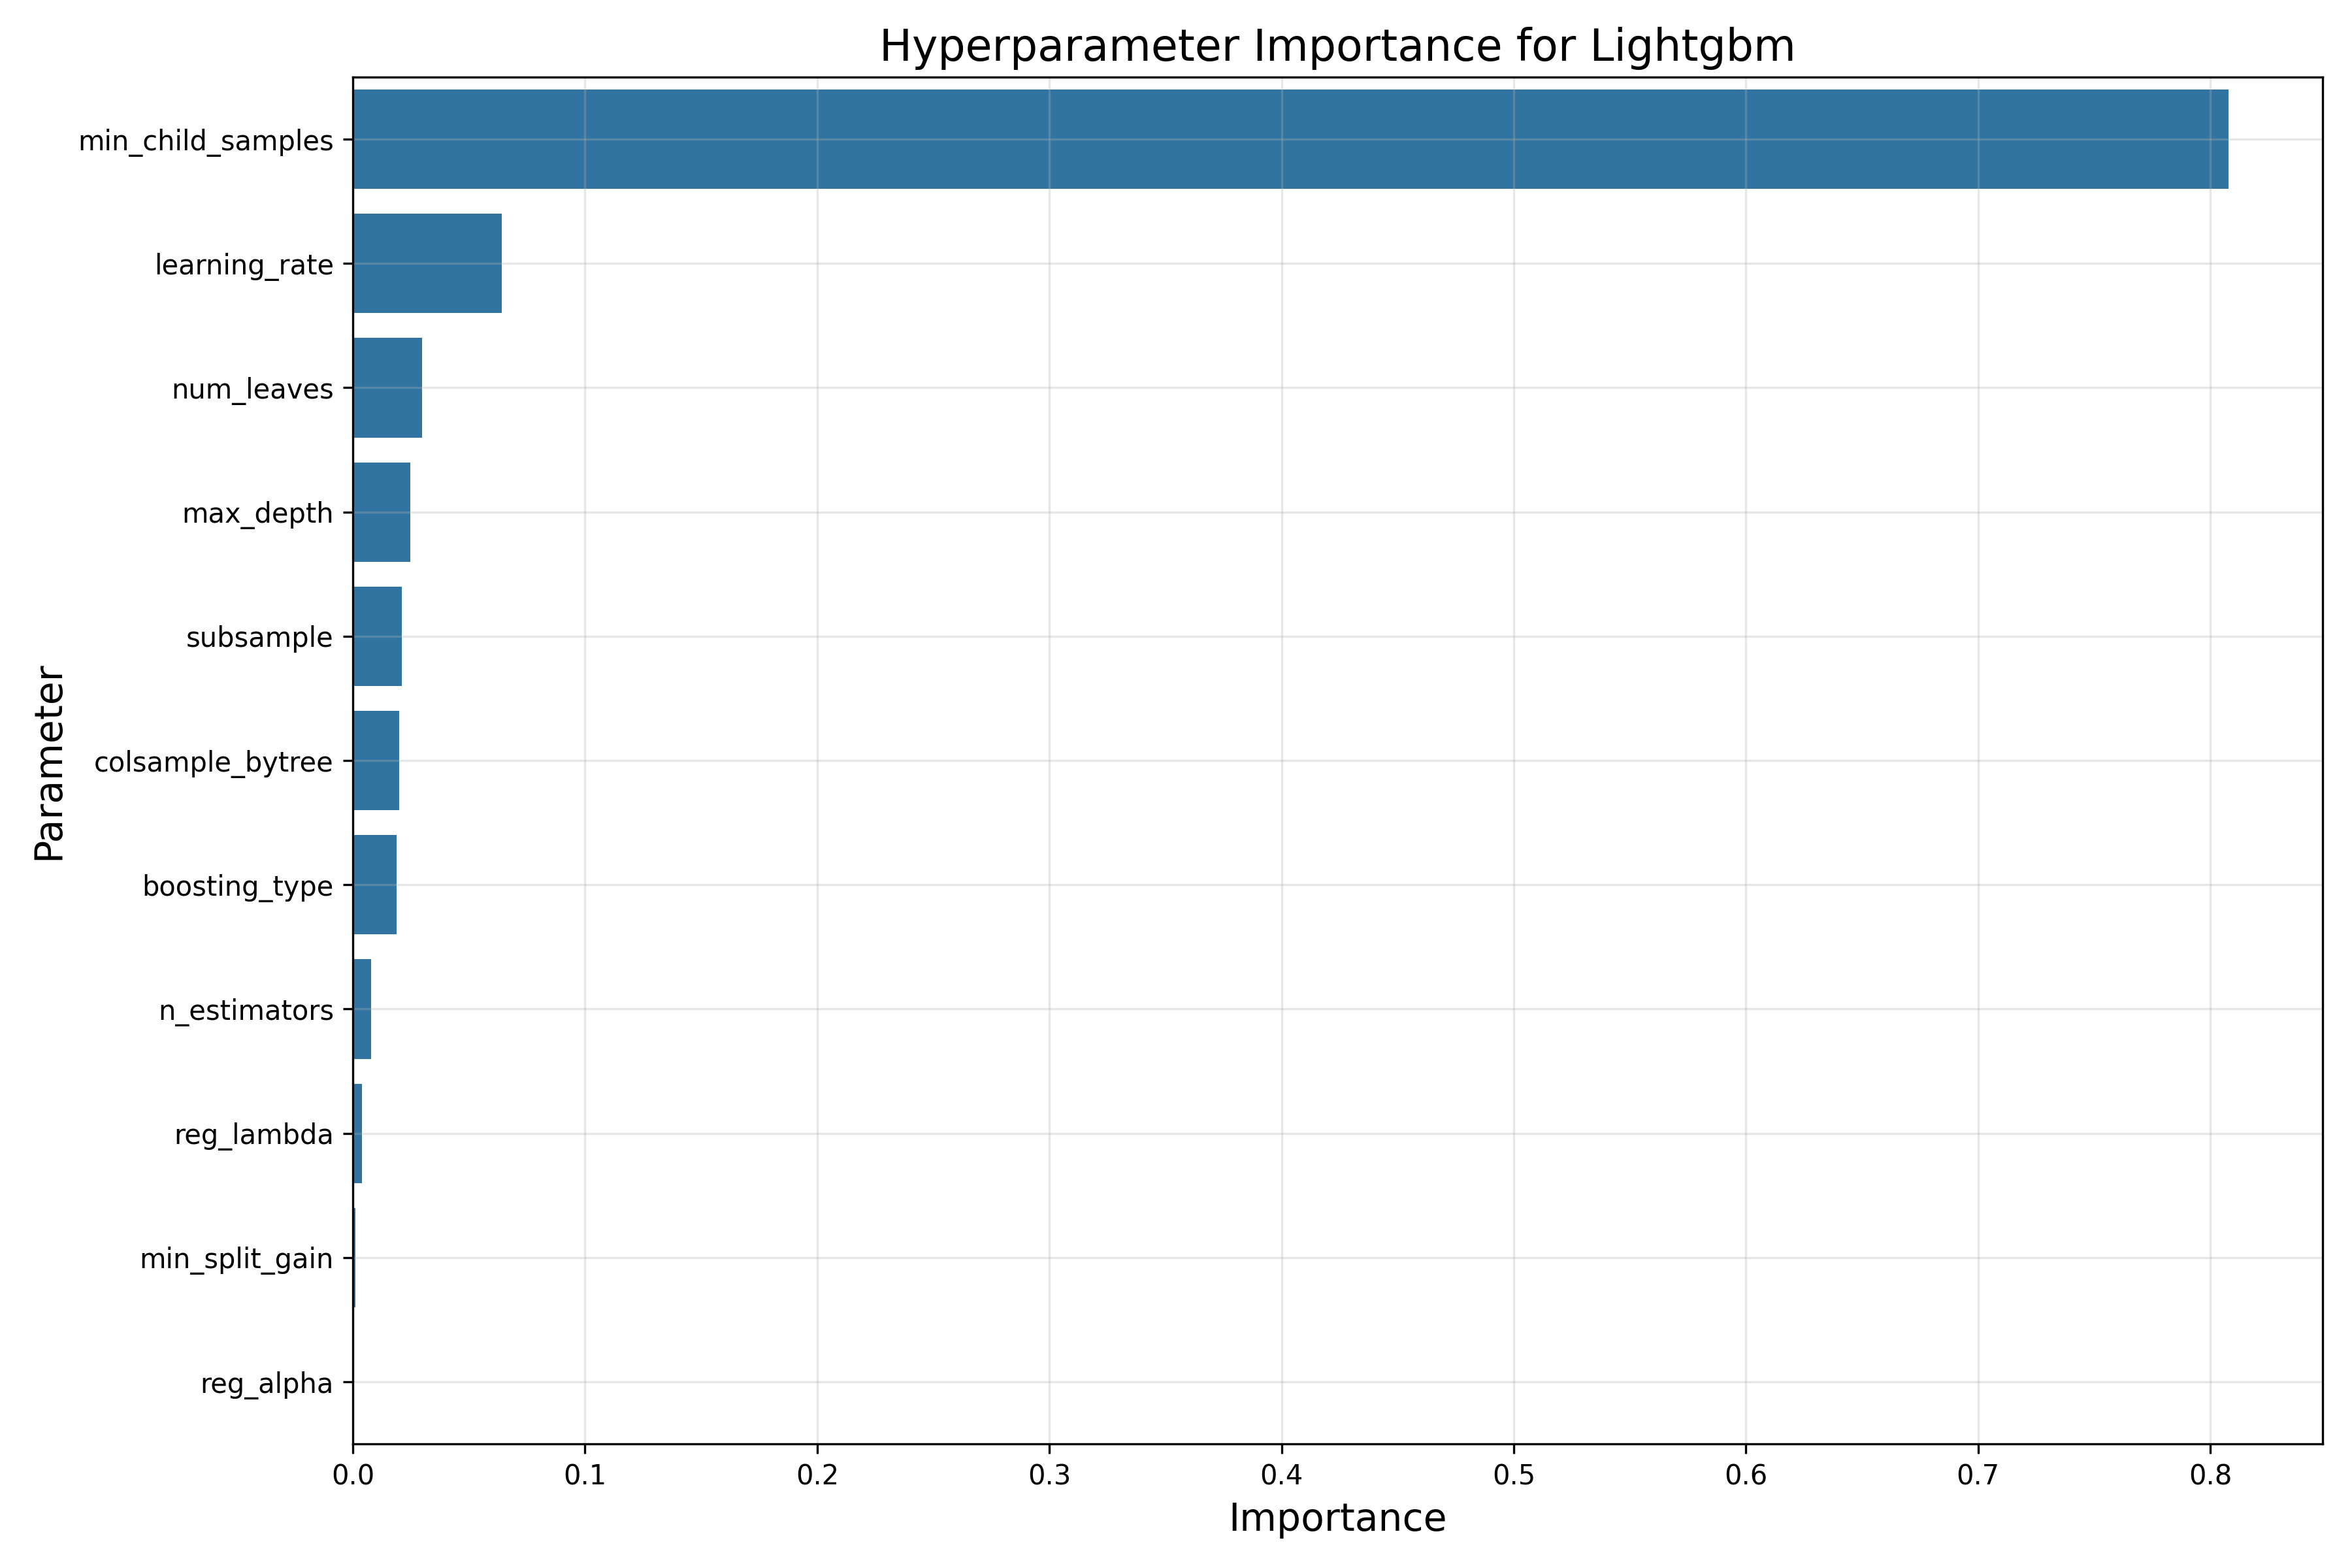 Hyperparameter Importance for Lightgbm
Parameter
min_child_samples
learning_rate
num_leaves
max_depth
subsample
colsample_bytree
boosting_type
n_estimators
reg_lambda
min_split_gain
reg_alpha
0.0 0.1 0.2 0.3 0.4 0.5 0.6 0.7 0.8
Importance